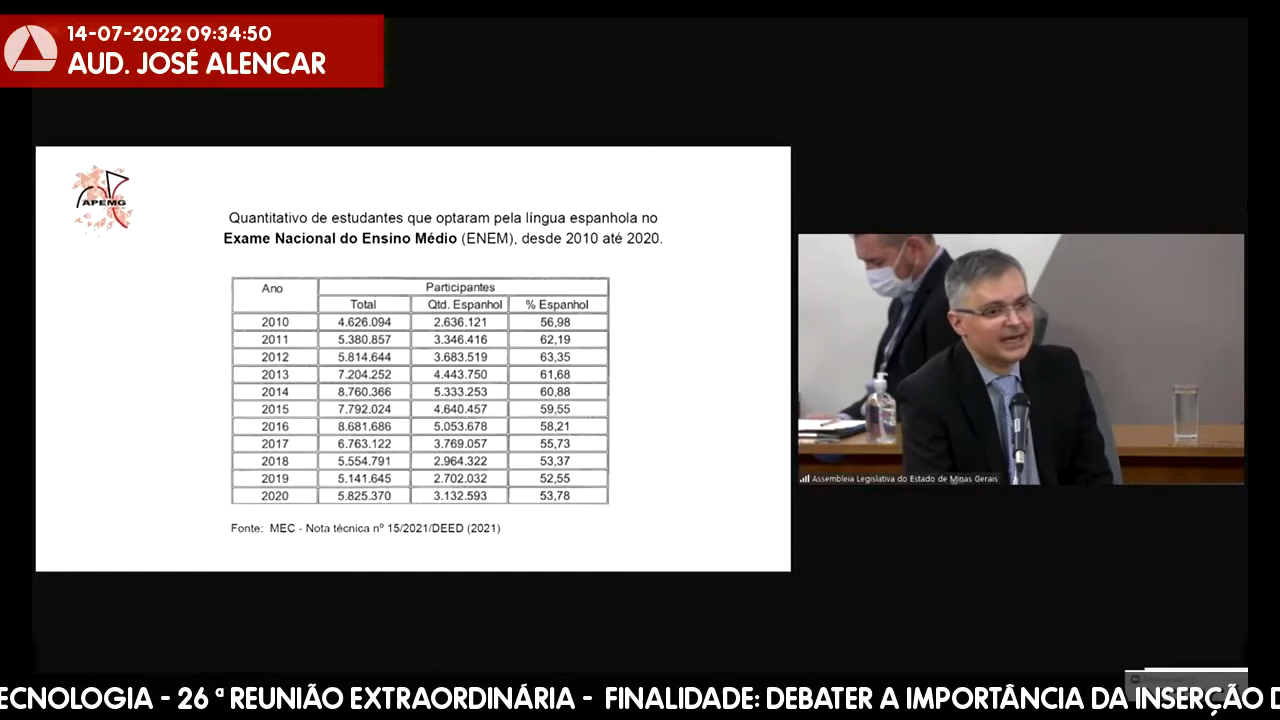 14-07-2022 09:34:50
AUD. JOSÉ ALENCAR
APEMG
Quantitativo de estudantes que optaram pela língua espanhola no
Exame Nacional do Ensino Médio (ENEM), desde 2010 até 2020.
Ano Participantes
Total Qtd. Espanhol % Espanhol
2010 4.626.094 2.636.121 56,98
2011 5.380.857 3.346.416 62,19
2012 5.814.644 3.683.519 63,35
2013 7.204.252 4.443.750 61,68
2014 8.760.366 5.333.253 60,88
2015 7.792.024 4.640.457 59,55
2016 8.681.686 5.053.678 58,21
2017 6.763.122 3.769.057 55,73
2018 5.554.791 2.964.322 53,37
2019 5.141.645 2.702.032 52,55
2020 5.825.370 3.132.593 53,78
Fonte: MEC - Nota técnica nº 15/2021/DEED (2021)
Assembleia Legislativa do Estado de Minas Gerais
ECNOLOGIA - 26 ª REUNIÃO EXTRAORDINÁRIA - FINALIDADE: DEBATER A IMPORTÂNCIA DA INSERÇÃO D